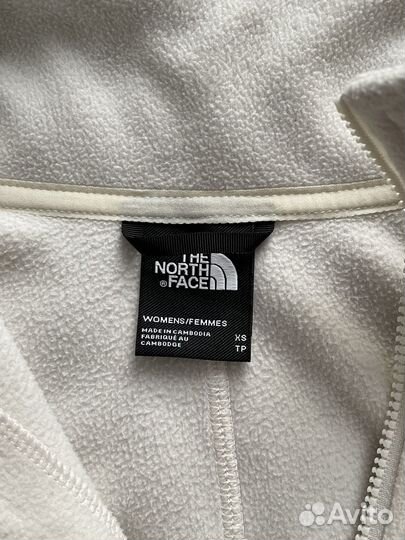 THE
NORTH
®FACE
WOMENS/FEMMES
MADE IN CAMBODIA
FABRIQUÉ AU
CAMBODGE
XS
TP
Avito